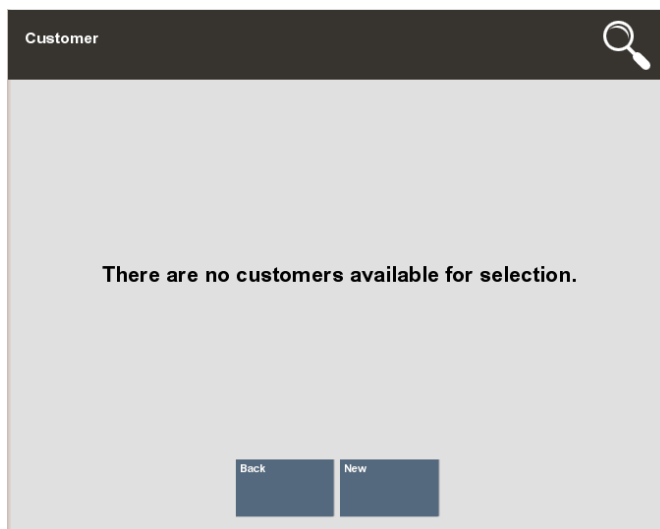 Customer
There are no customers available for selection.
Back
New